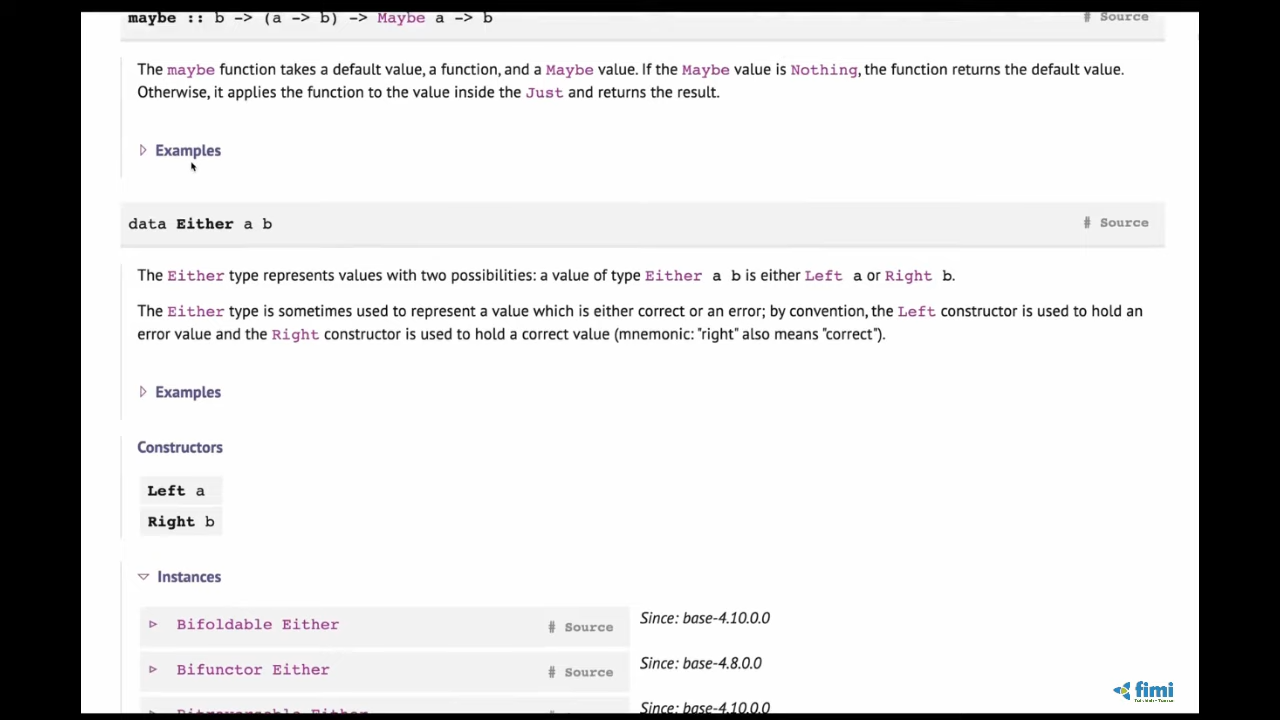 maybe :: b -> (a -> b) -> Maybe a -> b # Source
The maybe function takes a default value, a function, and a Maybe value. If the Maybe value is Nothing, the function returns the default value.
Otherwise, it applies the function to the value inside the Just and returns the result.
Examples
data Either a b # Source
The Either type represents values with two possibilities: a value of type Either a b is either Left a or Right b.
The Either type is sometimes used to represent a value which is either correct or an error; by convention, the Left constructor is used to hold an
error value and the Right constructor is used to hold a correct value (mnemonic: "right" also means "correct").
Examples
Constructors
Left a
Right b
Instances
Bifoldable Either # Source Since: base-4.10.0.0
Bifunctor Either # Source Since: base-4.8.0.0
Bitraversable Either # Source Since: base-4.10.0.0
fimi